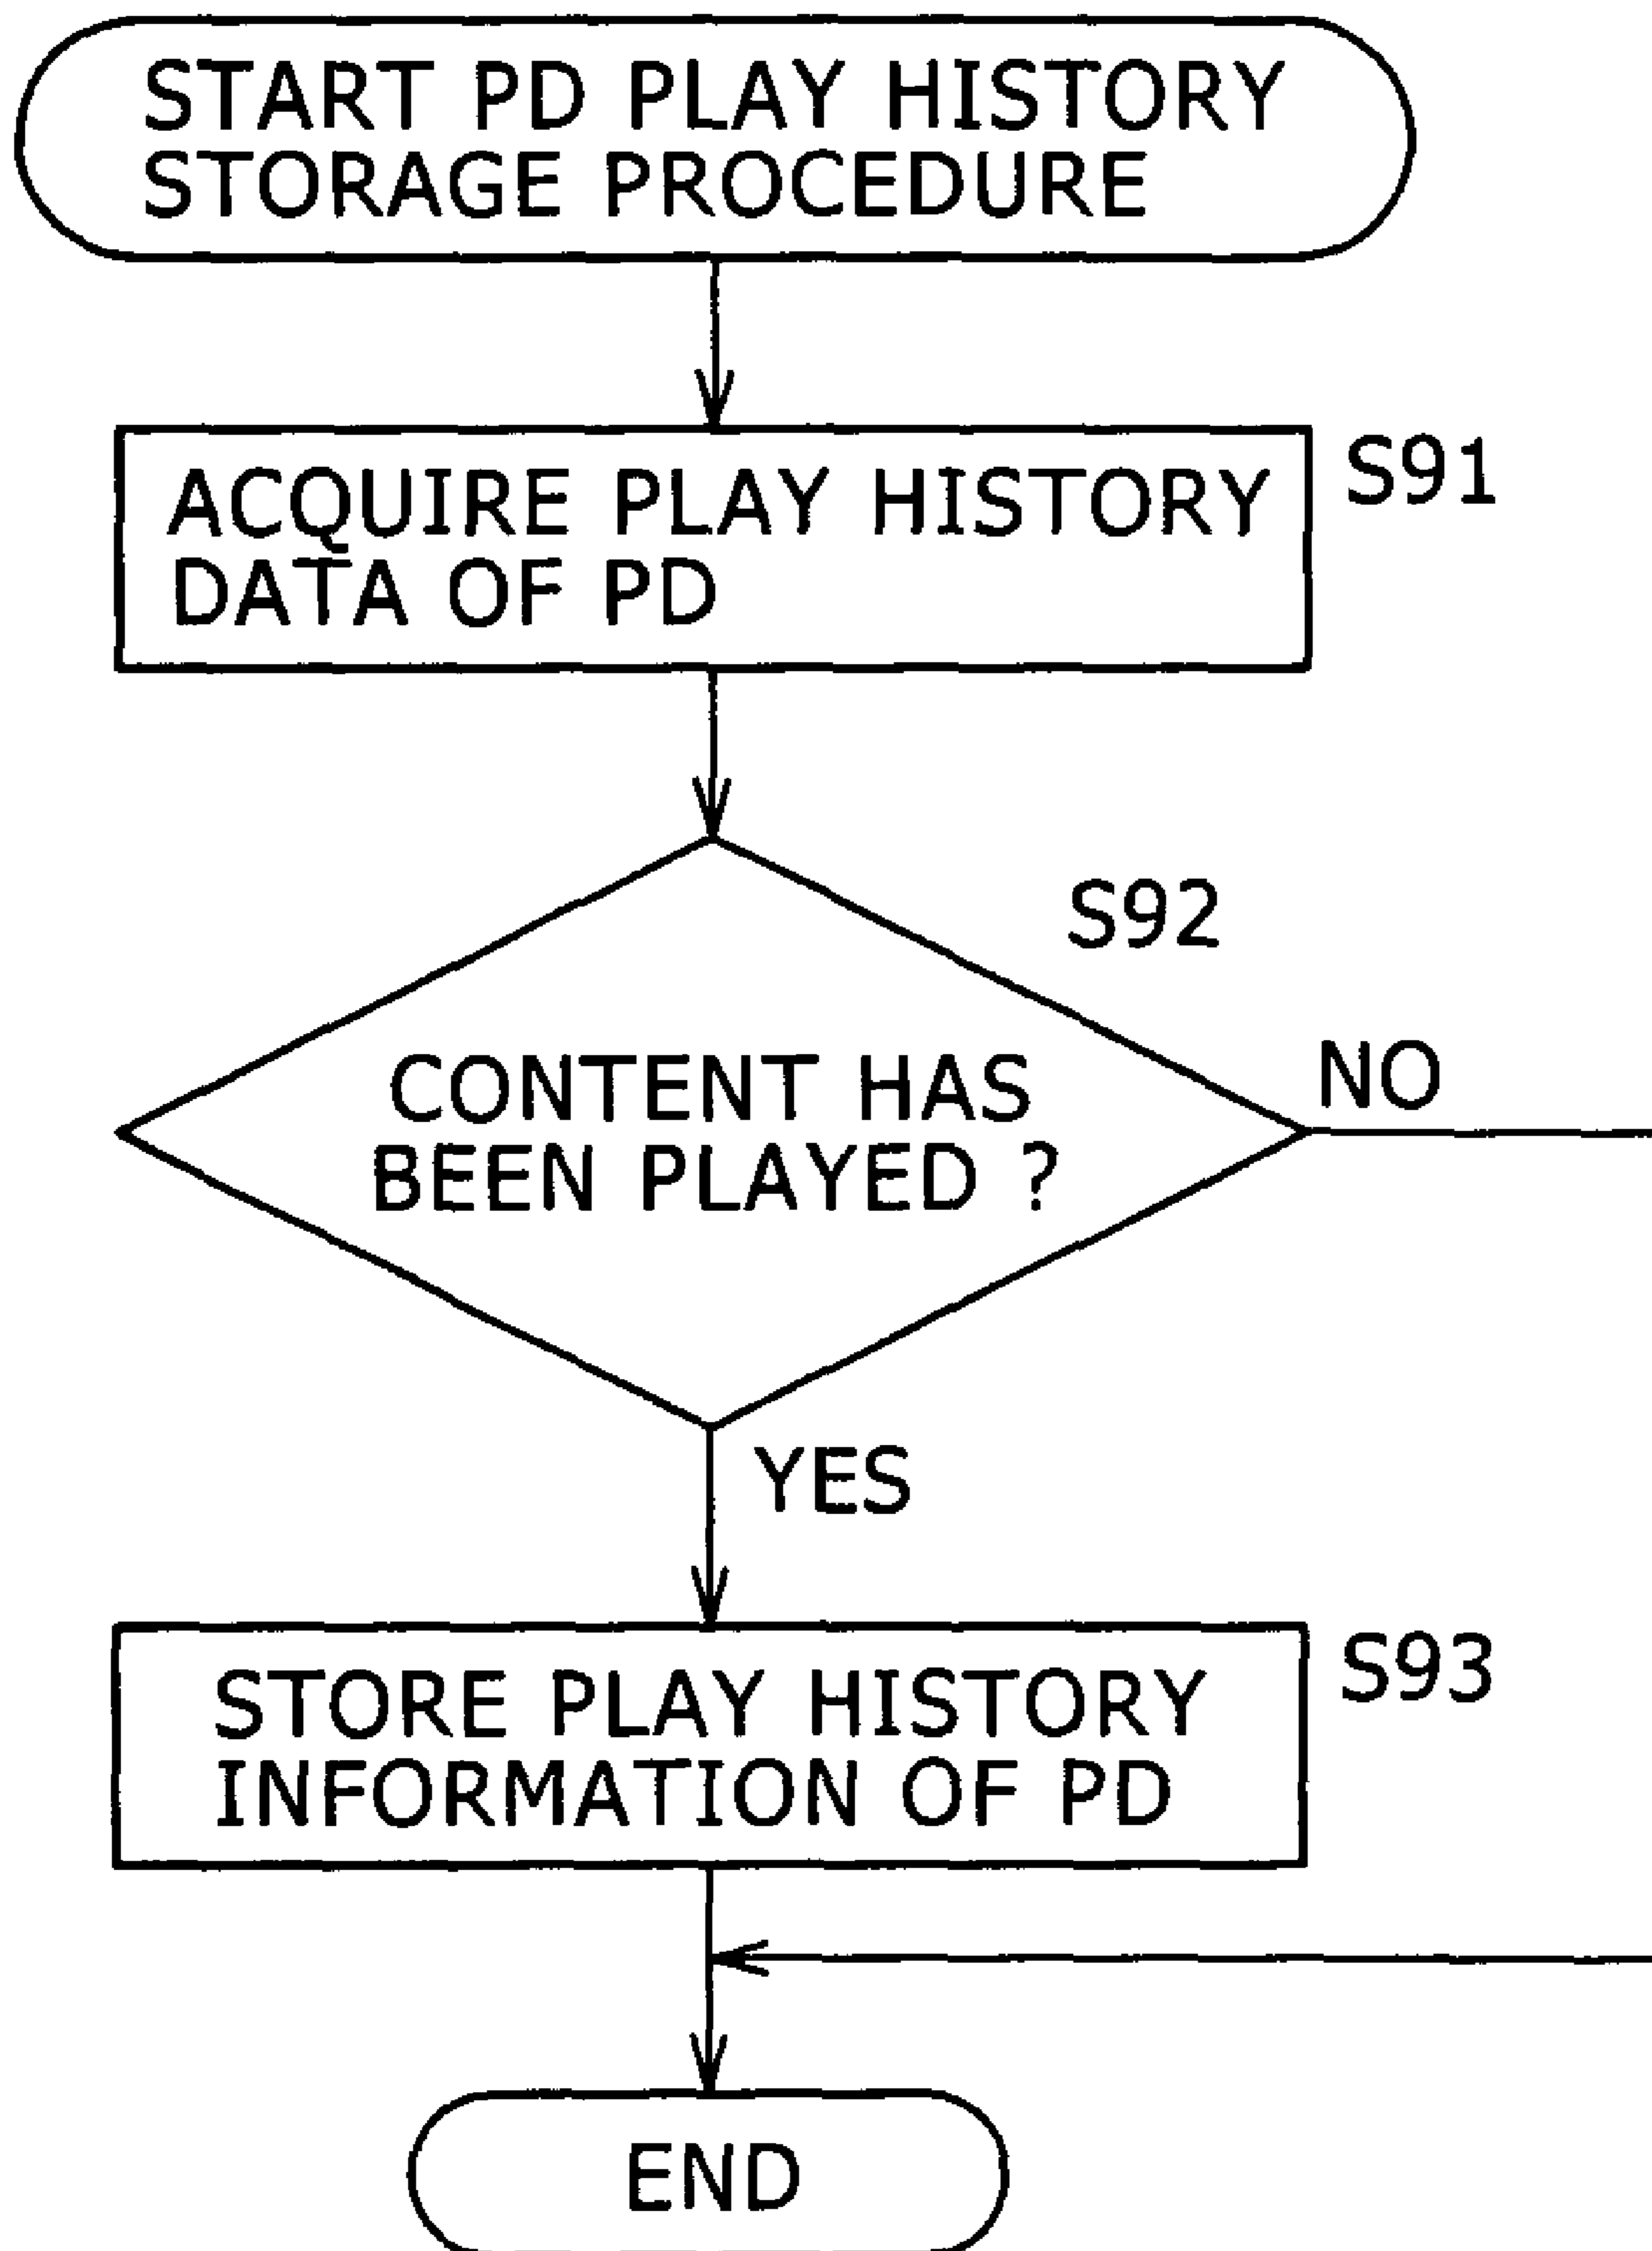 START PD PLAY HISTORY
STORAGE PROCEDURE
ACQUIRE PLAY HISTORY
DATA OF PD
S91
S92
CONTENT HAS
BEEN PLAYED ?
NO
YES
STORE PLAY HISTORY
INFORMATION OF PD
S93
END